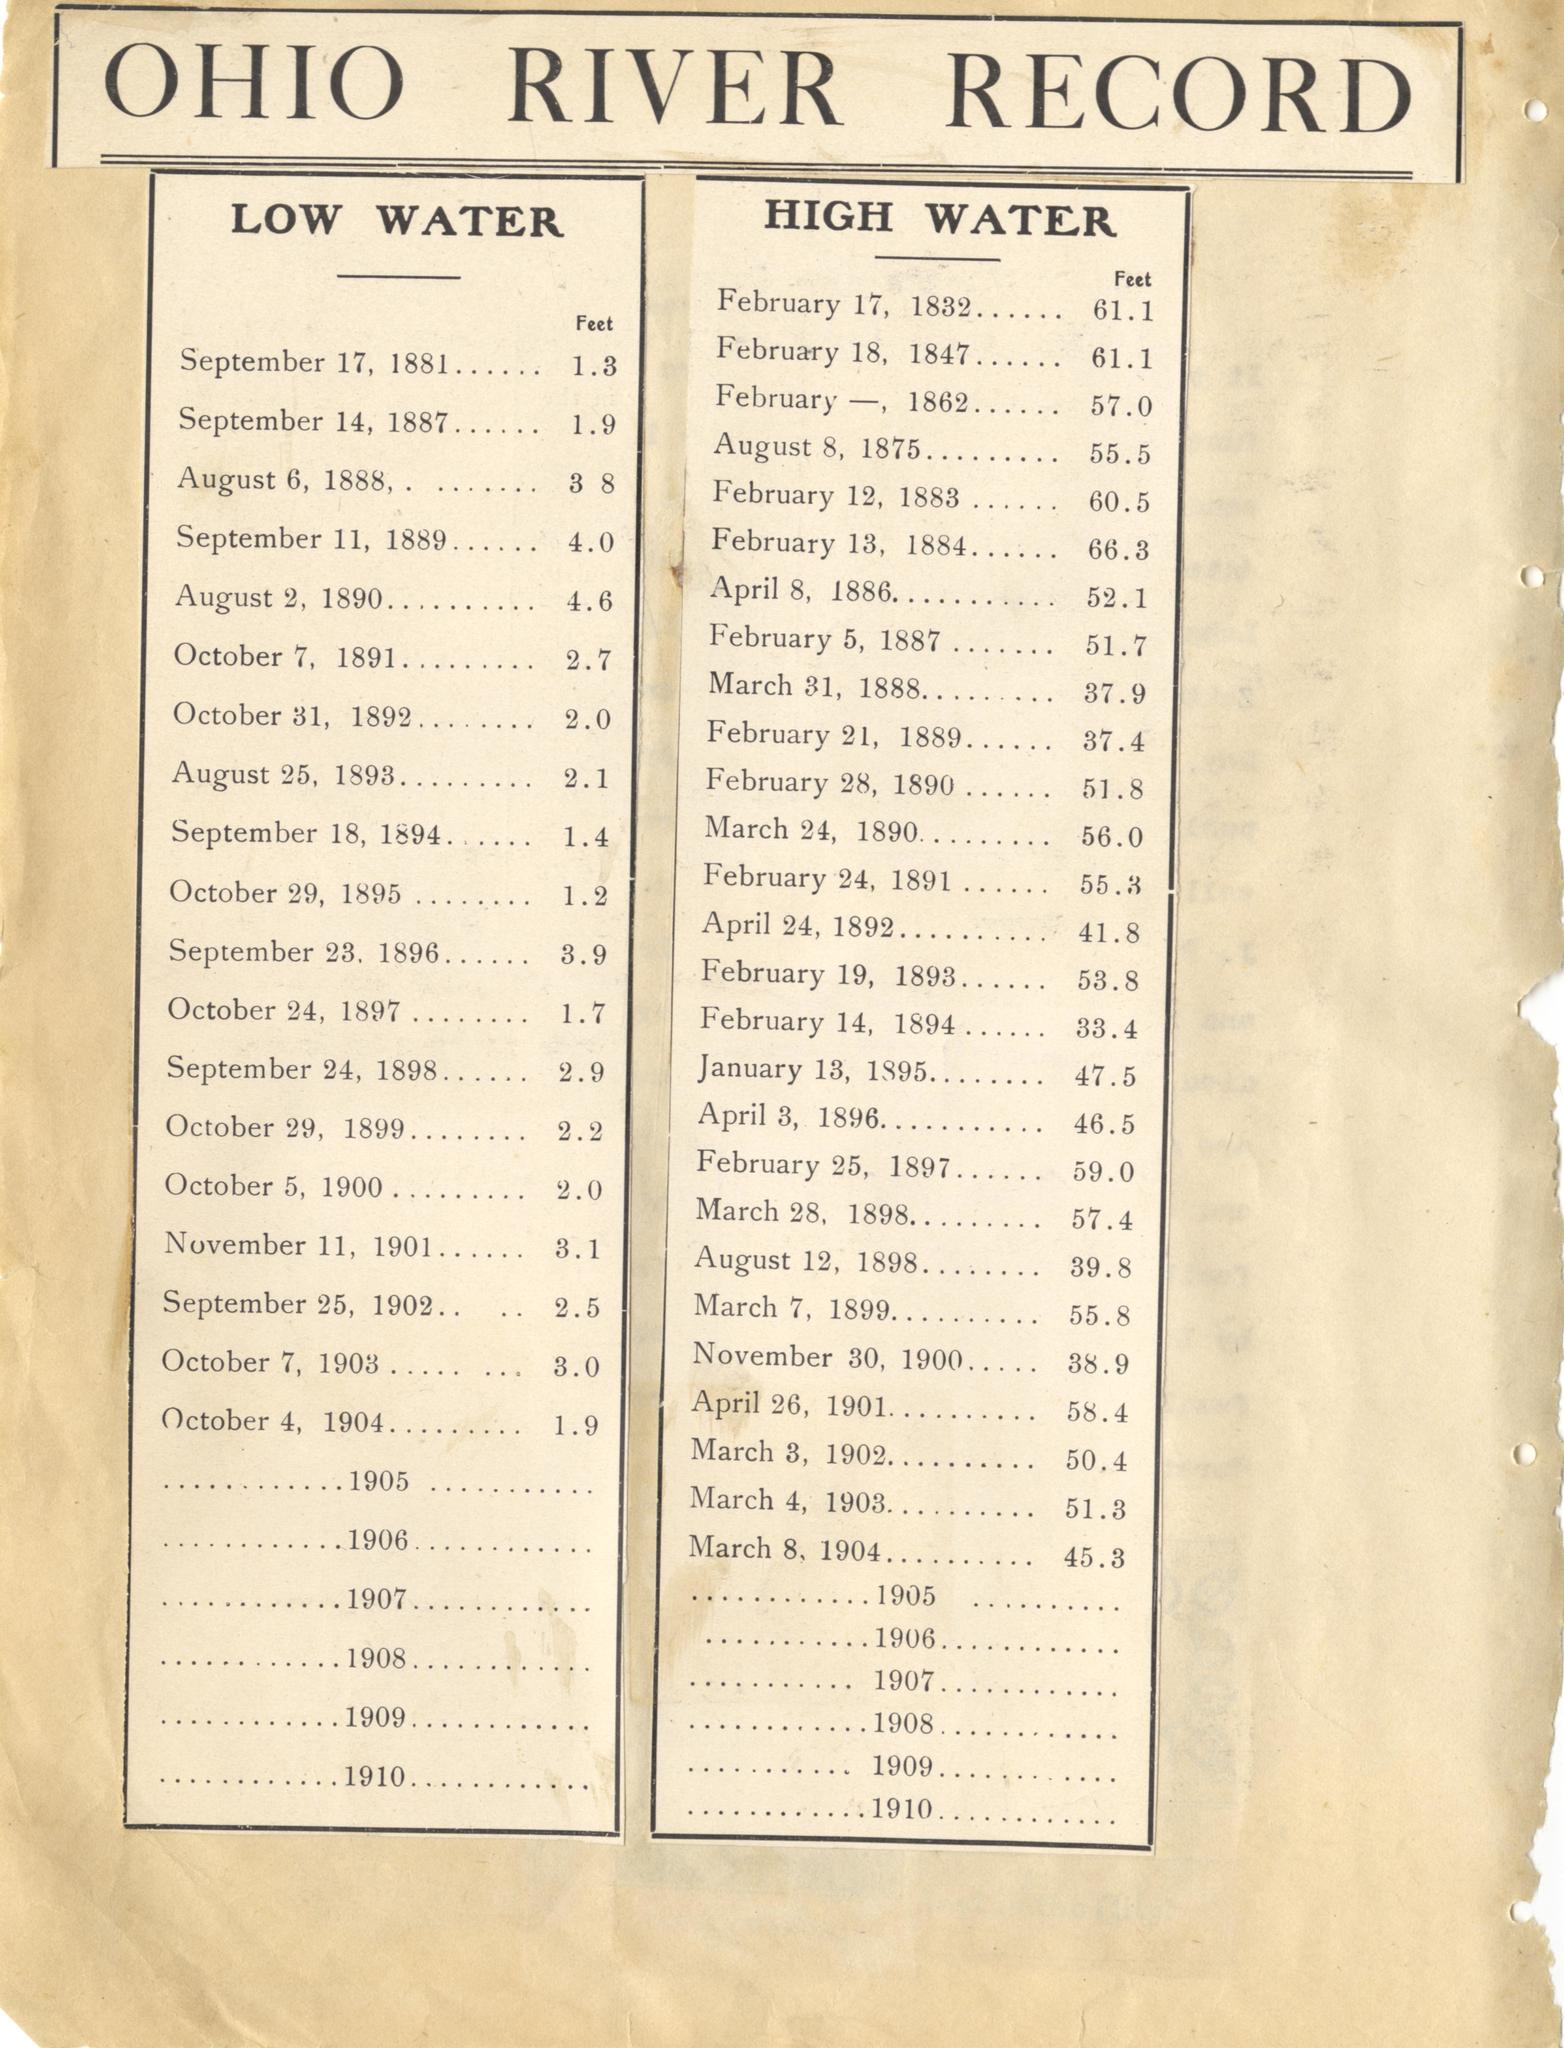 OHIO RIVER RECORD
LOW WATER
Feet
September 17, 1881...... 1.3
September 14, 1887...... 1.9
August 6, 1888,. ....... 3 8
September 11, 1889...... 4.0
August 2, 1890.......... 4.6
October 7, 1891......... 2.7
October 31, 1892........ 2.0
August 25, 1893......... 2.1
September 18, 1894...... 1.4
October 29, 1895 ........ 1.2
September 23, 1896...... 3.9
October 24, 1897 ........ 1.7
September 24, 1898...... 2.9
October 29, 1899........ 2.2
October 5, 1900 ......... 2.0
November 11, 1901...... 3.1
September 25, 1902.. .. 2.5
October 7, 1903 ..... ... 3.0
October 4, 1904......... 1.9
............1905 ...........
............1906............
............1907............
............1908............
............1909............
............1910............
HIGH WATER
Feet
February 17, 1832...... 61.1
February 18, 1847...... 61.1
February —, 1862...... 57.0
August 8, 1875......... 55.5
February 12, 1883 ...... 60.5
February 13, 1884...... 66.3
April 8, 1886........... 52.1
February 5, 1887 ....... 51.7
March 31, 1888......... 37.9
February 21, 1889...... 37.4
February 28, 1890 ...... 51.8
March 24, 1890......... 56.0
February 24, 1891 ...... 55.3
April 24, 1892.......... 41.8
February 19, 1893...... 53.8
February 14, 1894 ...... 33.4
January 13, 1895........ 47.5
April 3, 1896........... 46.5
February 25, 1897...... 59.0
March 28, 1898......... 57.4
August 12, 1898........ 39.8
March 7, 1899.......... 55.8
November 30, 1900..... 38.9
April 26, 1901.......... 58.4
March 3, 1902.......... 50.4
March 4, 1903.......... 51.3
March 8, 1904.......... 45.3
............1905 ..........
...........1906............
........... 1907............
............1908............
........... 1909............
............1910............